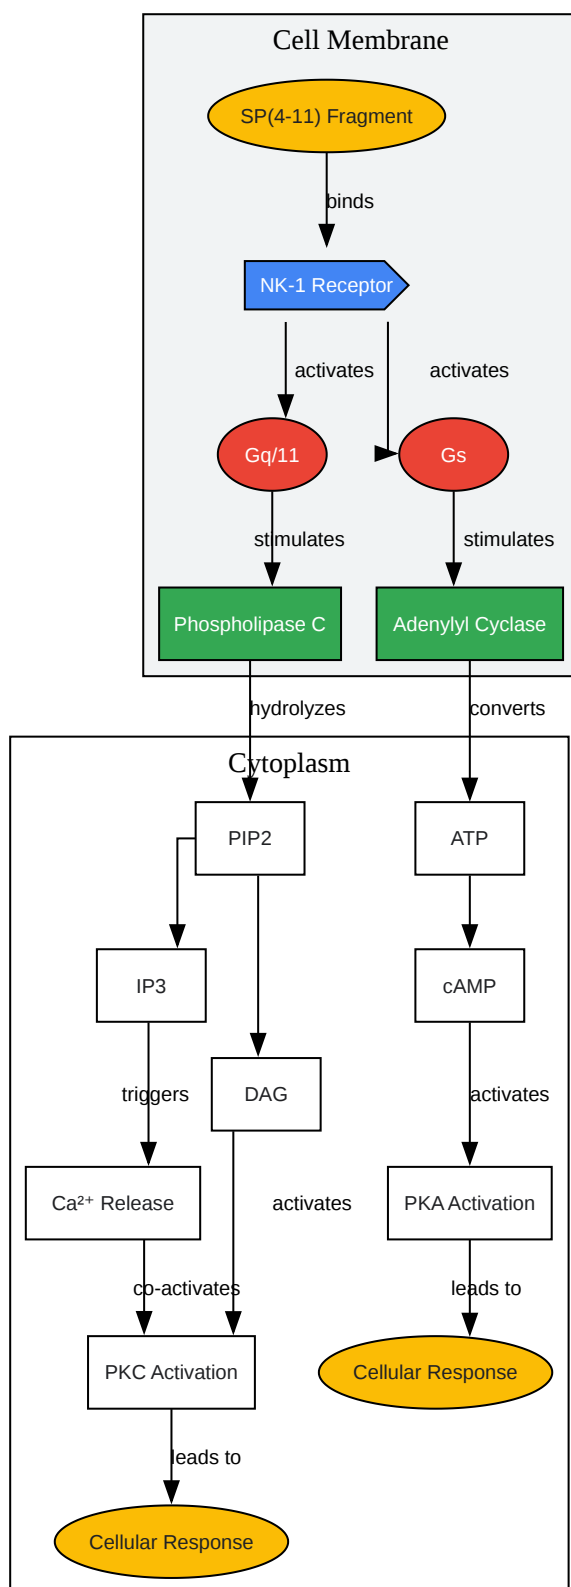 Cell Membrane
SP(4-11) Fragment
binds
NK-1 Receptor
activates
activates
Gq/11
Gs
stimulates
stimulates
Phospholipase C
Adenylyl Cyclase
hydrolyzes
converts
Cytoplasm
PIP2
ATP
IP3
cAMP
DAG
triggers
activates
Ca²⁺ Release
activates
PKA Activation
co-activates
leads to
PKC Activation
Cellular Response
leads to
Cellular Response